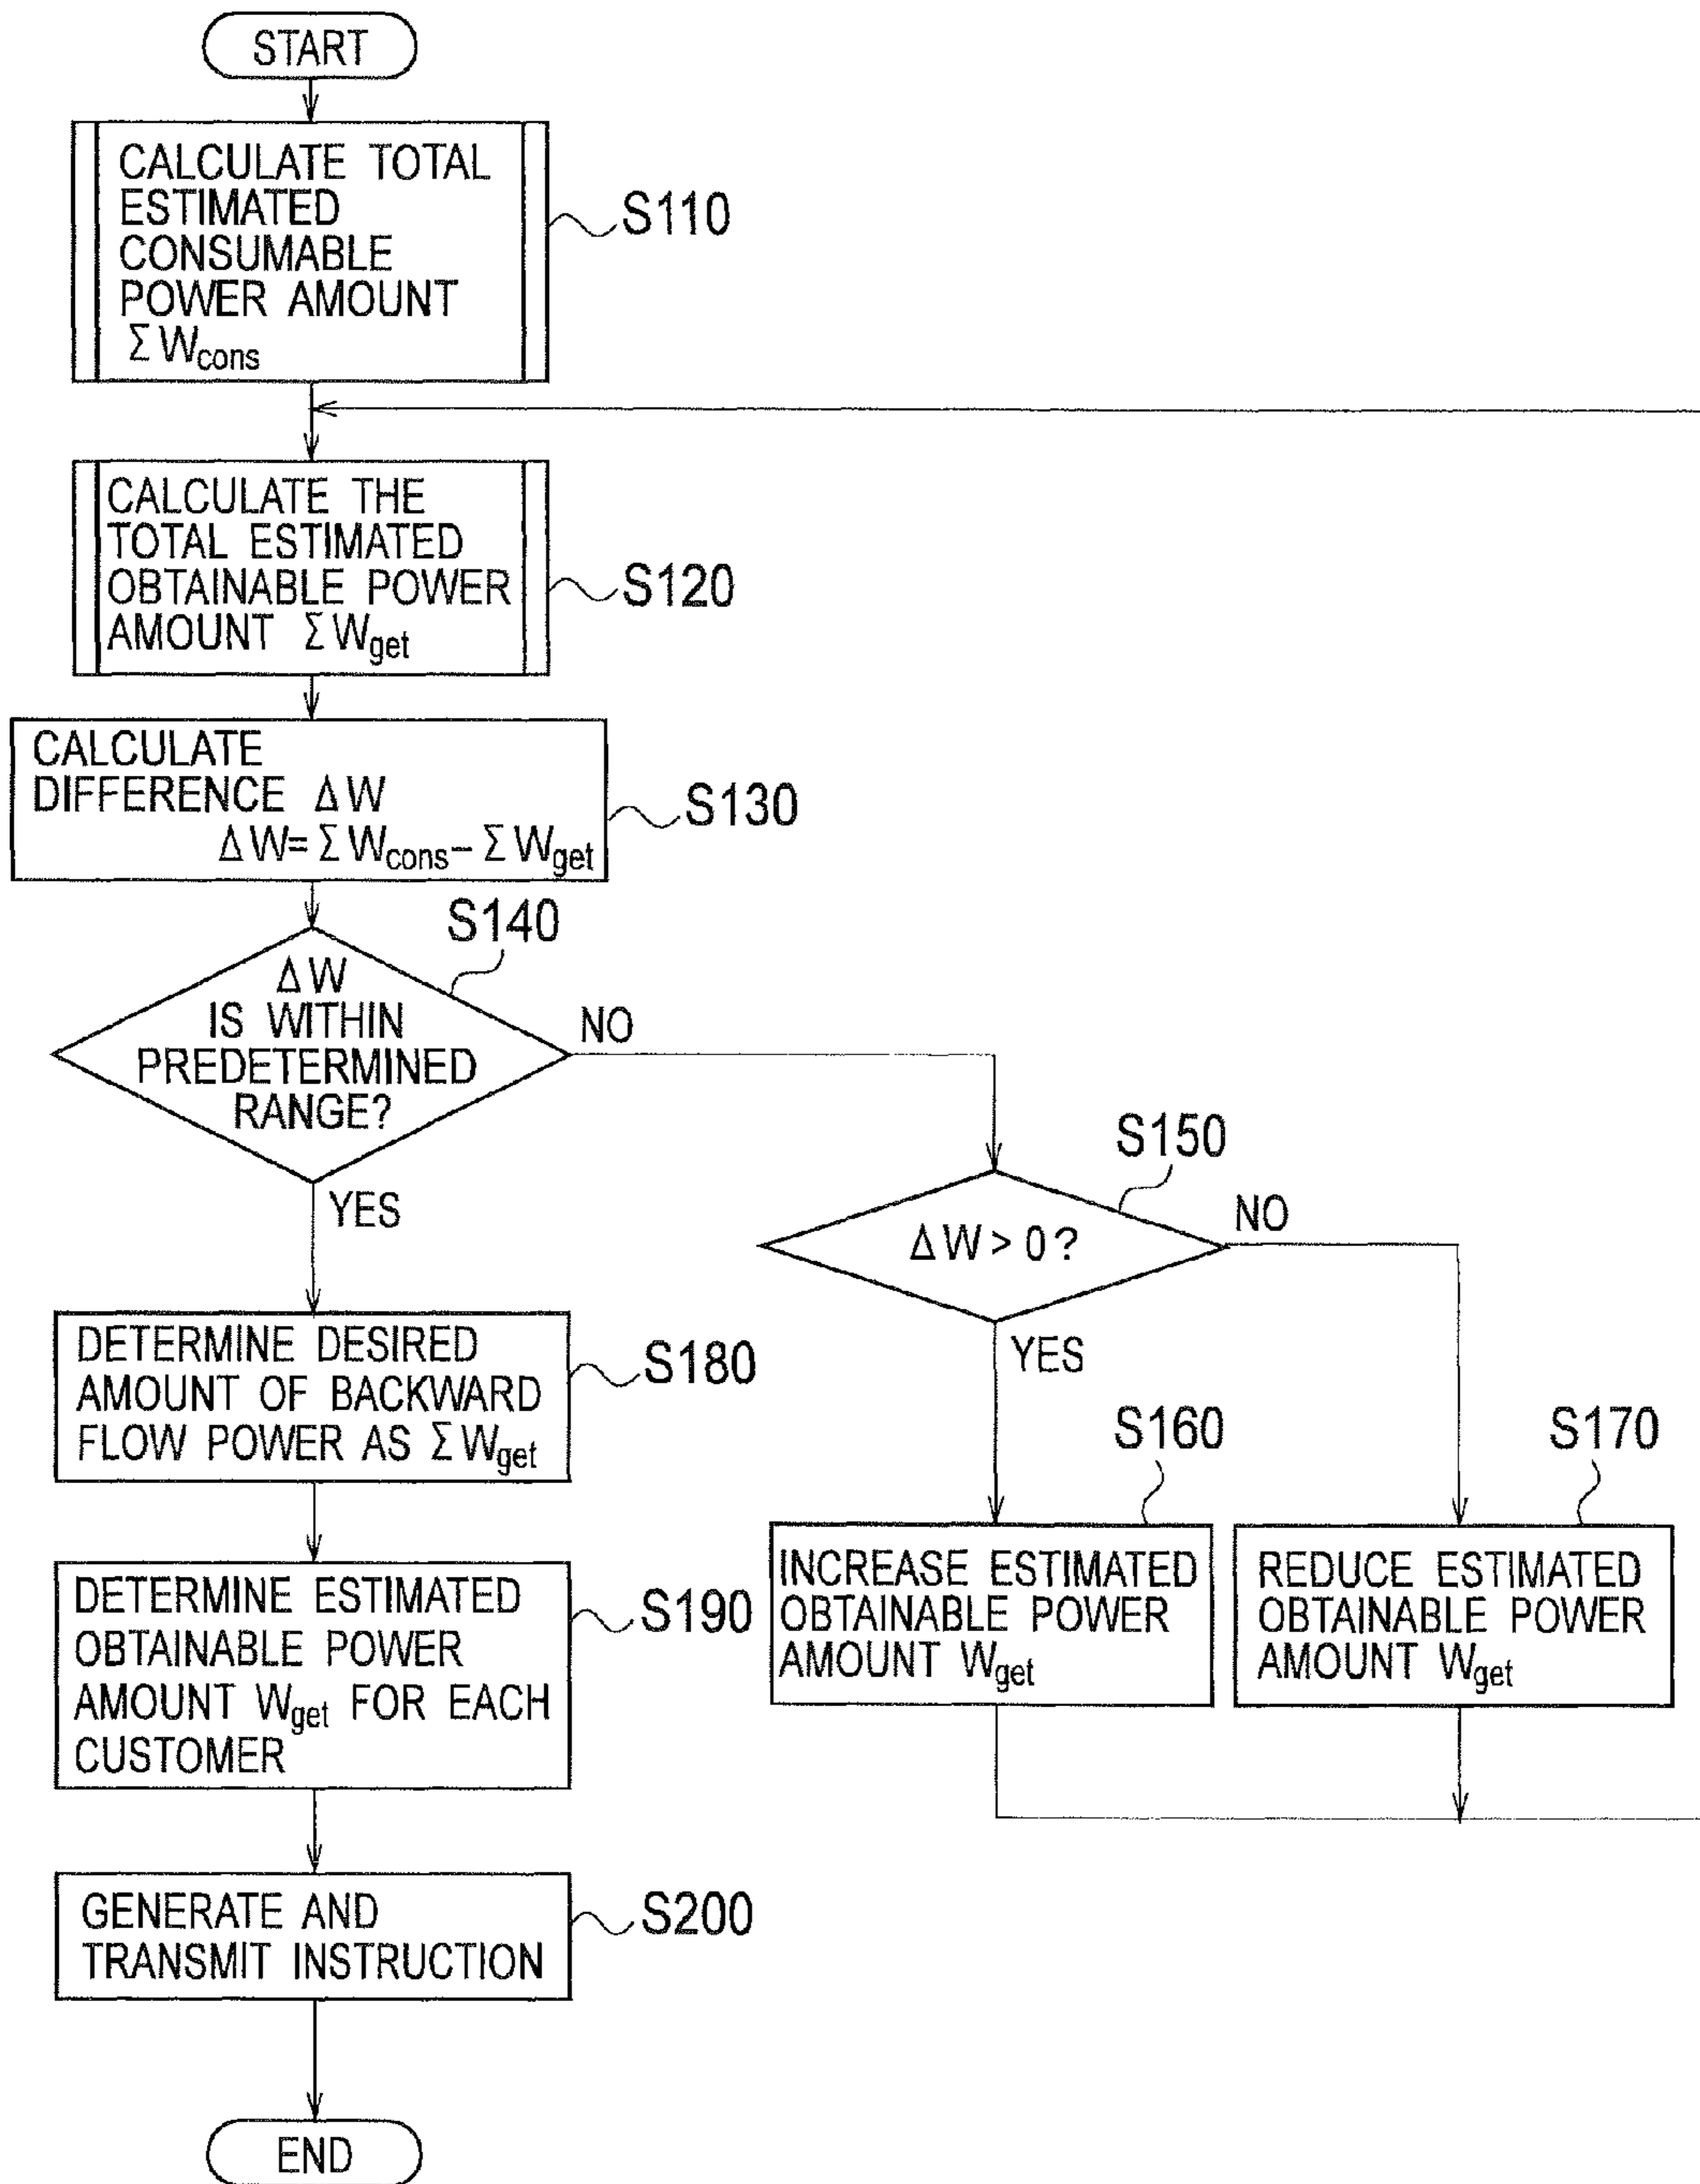 START
CALCULATE TOTAL
ESTIMATED
CONSUMABLE
POWER AMOUNT
ΣWcons
S110
CALCULATE THE
TOTAL ESTIMATED
OBTAINABLE POWER
AMOUNT ΣWget
S120
CALCULATE
DIFFERENCE ΔW
ΔW=ΣWcons−ΣWget
S130
S140
ΔW
IS WITHIN
PREDETERMINED
RANGE?
NO
YES
S150
ΔW>0?
NO
YES
DETERMINE DESIRED
AMOUNT OF BACKWARD
FLOW POWER AS ΣWget
S180
S160
INCREASE ESTIMATED
OBTAINABLE POWER
AMOUNT Wget
S170
REDUCE ESTIMATED
OBTAINABLE POWER
AMOUNT Wget
DETERMINE ESTIMATED
OBTAINABLE POWER
AMOUNT Wget FOR EACH
CUSTOMER
S190
GENERATE AND
TRANSMIT INSTRUCTION
S200
END